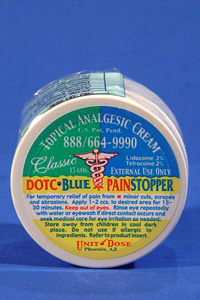 TOPICAL ANALGESIC CREAM
U.S. Pat. Pend.
888/664-9990
Lidocaine 2%
Tetracaine 2%
Classic
15 GMS.
EXTERNAL USE ONLY
DOTC•BLUE PAINSTOPPER
For temporary relief of pain from • minor cuts, scrapes
and abrasions. Apply 1-2 ccs. to desired area for 15-
30 minutes. Keep out of eyes. Rinse eye repeatedly
with water or eyewash if direct contact occurs and
seek medical care for eye irritation as needed.
Store away from children in cool dark
place. Do not use if allergic to
ingredients. Refer to product insert.
UNIT DOSE
Phoenix, AZ